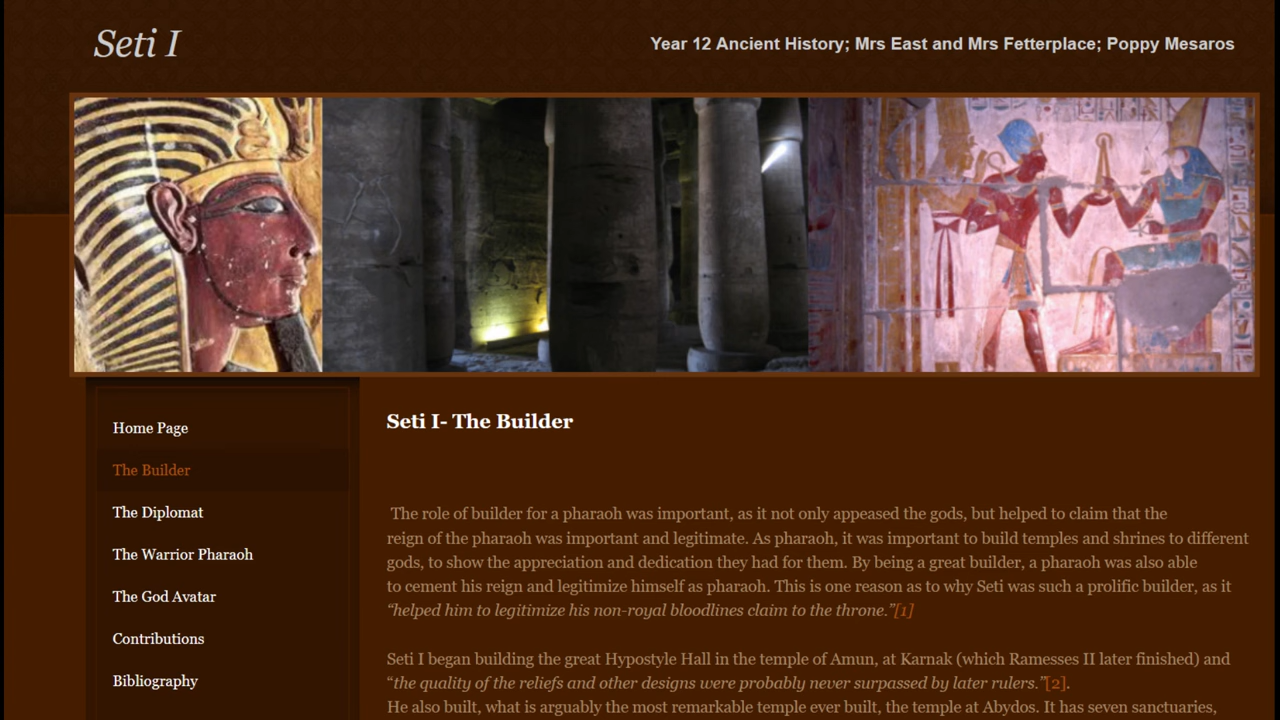 Seti I
Year 12 Ancient History; Mrs East and Mrs Fetterplace; Poppy Mesaros
Home Page
The Builder
The Diplomat
The Warrior Pharaoh
The God Avatar
Contributions
Bibliography
Seti I- The Builder
The role of builder for a pharaoh was important, as it not only appeased the gods, but helped to claim that the
reign of the pharaoh was important and legitimate. As pharaoh, it was important to build temples and shrines to different
gods, to show the appreciation and dedication they had for them. By being a great builder, a pharaoh was also able
to cement his reign and legitimize himself as pharaoh. This is one reason as to why Seti was such a prolific builder, as it
“helped him to legitimize his non-royal bloodlines claim to the throne.”[1]
Seti I began building the great Hypostyle Hall in the temple of Amun, at Karnak (which Ramesses II later finished) and
“the quality of the reliefs and other designs were probably never surpassed by later rulers.”[2].
He also built, what is arguably the most remarkable temple ever built, the temple at Abydos. It has seven sanctuaries,